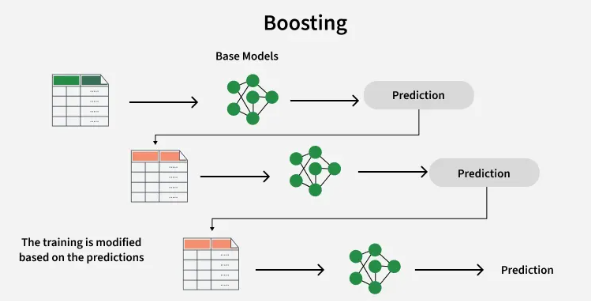 Boosting
Base Models
Prediction
Prediction
The training is modified
based on the predictions
Prediction